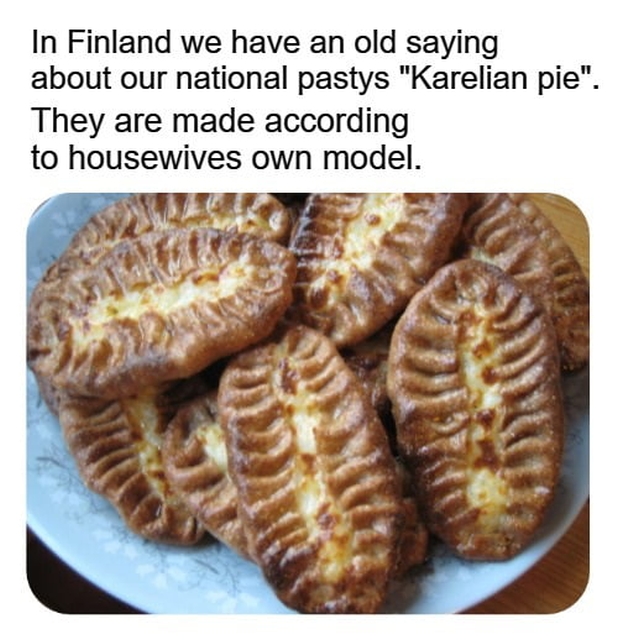 In Finland we have an old saying
about our national pastys "Karelian pie".
They are made according
to housewives own model.